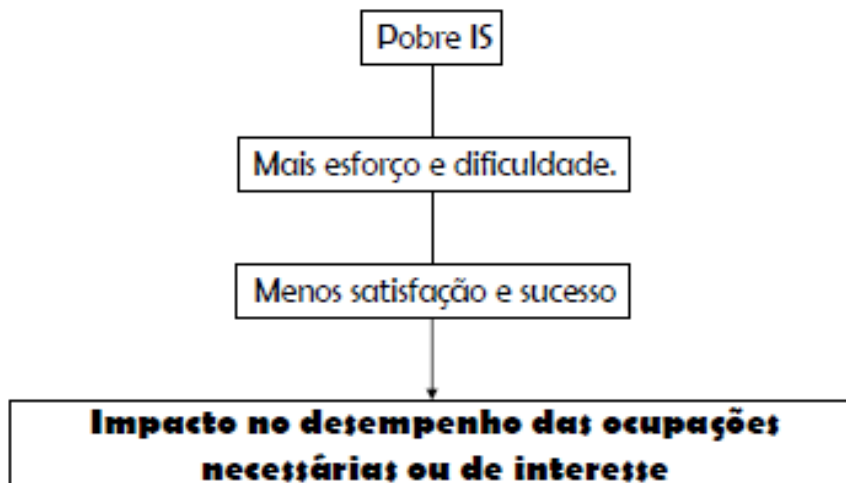 Pobre IS
Mais esforço e dificuldade.
Menos satisfação e sucesso
Impacto no desempenho das ocupações
necessárias ou de interesse